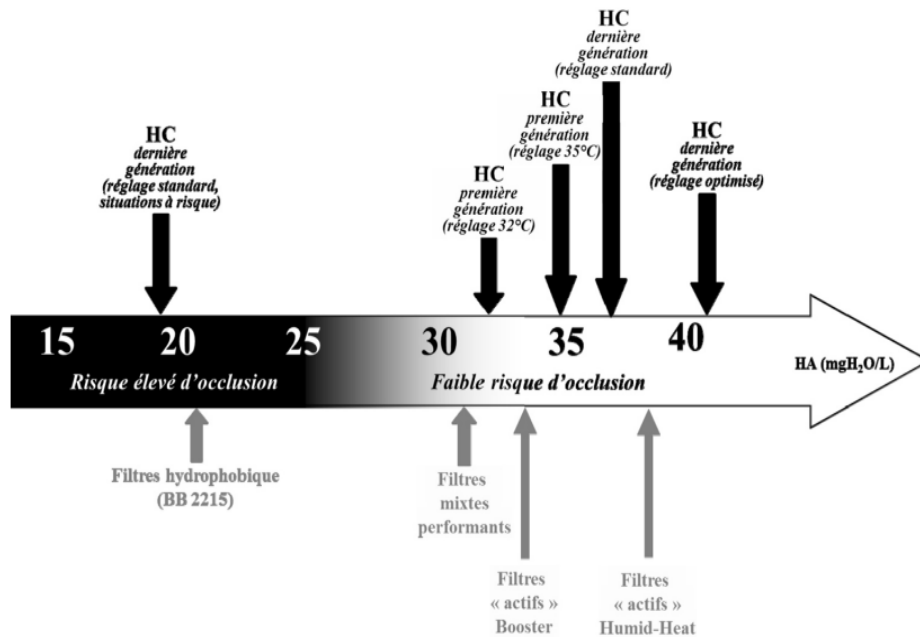 HC
dernière
génération
(réglage standard,
situations à risque)
HC
première
génération
(réglage 32°C)
HC
première
génération
(réglage 35°C)
HC
dernière
génération
(réglage standard)
HC
dernière
génération
(réglage optimisé)
15 20 25 30 35 40
HA (mgH₂O/L)
Risque élevé d'occlusion
Faible risque d'occlusion
Filtres hydrophobique
(BB 2215)
Filtres
mixtes
performants
Filtres
« actifs »
Booster
Filtres
« actifs »
Humid-Heat